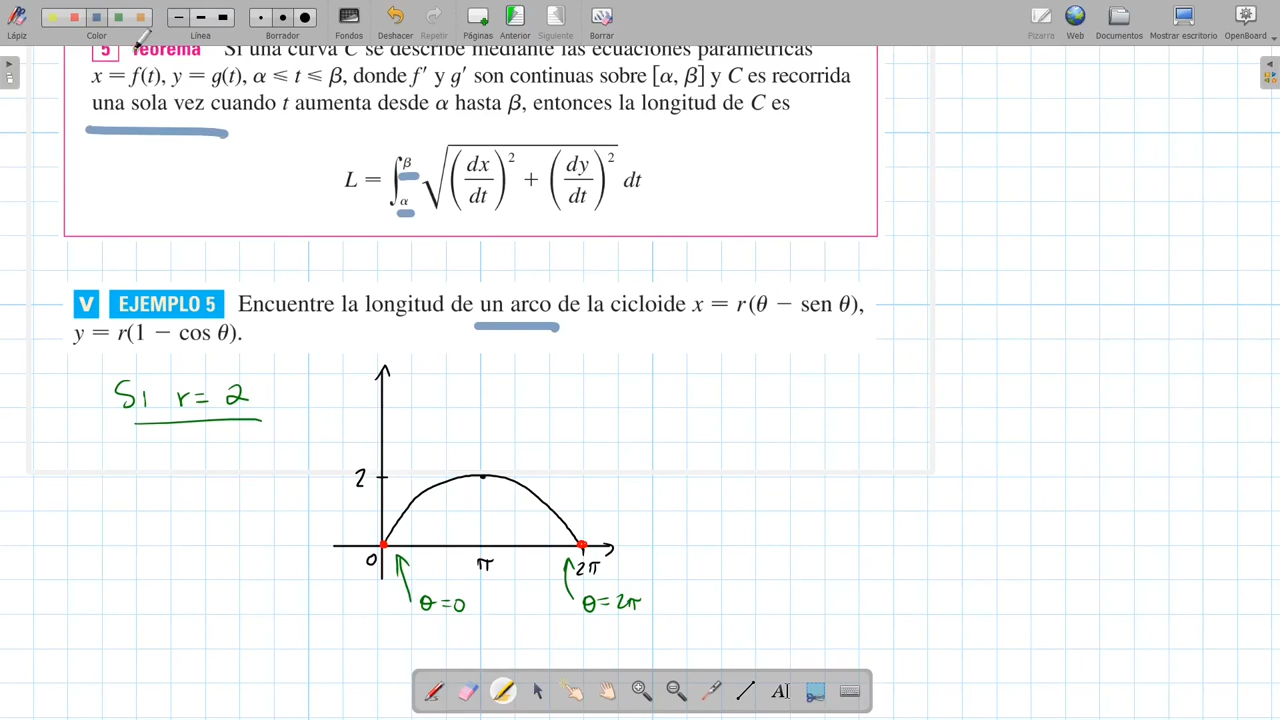 Lápiz
Color
Línea
Borrador
Fondos
Deshacer
Repetir
Páginas
Anterior
Siguiente
Borrar
Pizarra
Web
Documentos
Mostrar escritorio
OpenBoard
5 Teorema Si una curva C se describe mediante las ecuaciones paramétricas
x = f(t), y = g(t), α ⩽ t ⩽ β, donde f′ y g′ son continuas sobre [α, β] y C es recorrida
una sola vez cuando t aumenta desde α hasta β, entonces la longitud de C es
L = ∫_α^β √((dx/dt)² + (dy/dt)²) dt
V EJEMPLO 5 Encuentre la longitud de un arco de la cicloide x = r(θ − sen θ),
y = r(1 − cos θ).
Si r = 2
2
0
π
2π
θ = 0
θ = 2π
AI